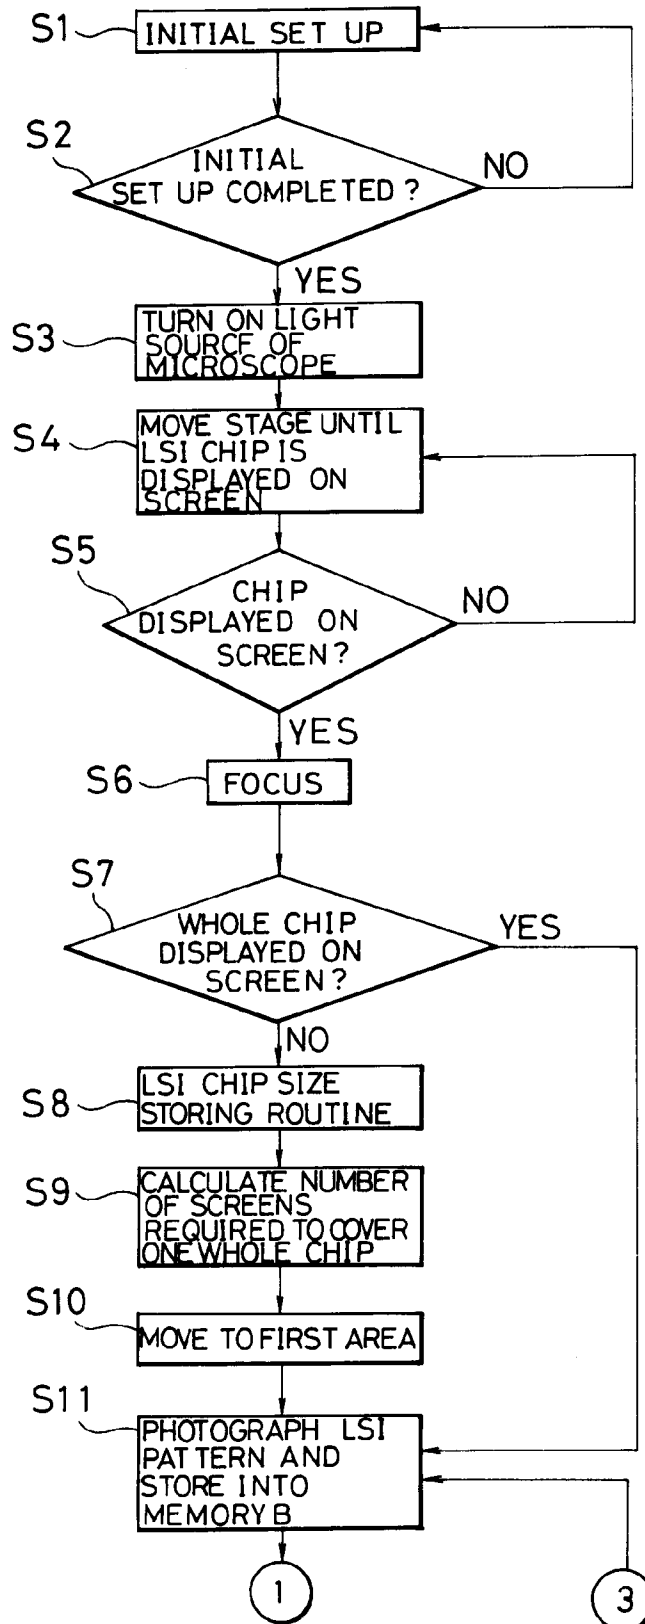 S1
INITIAL SET UP
S2
INITIAL
SET UP COMPLETED?
NO
YES
S3
TURN ON LIGHT
SOURCF OF
MICROSCOPE
S4
MOVE STAGE UNTIL
LSI CHIP IS
DISPLAYED ON
SCREEN
S5
CHIP
DISPLAYED ON
SCREEN?
NO
YES
S6
FOCUS
S7
WHOLE CHIP
DISPLAYED ON
SCREEN?
YES
NO
S8
LSI CHIP SIZE
STORING ROUTINE
S9
CALCULATE NUMBER
OF SCREENS
REQUIRED TO COVER
ONE WHOLE CHIP
S10
MOVE TO FIRST AREA
S11
PHOTOGRAPH LSI
PATTERN AND
STORE INTO
MEMORY B
1
3